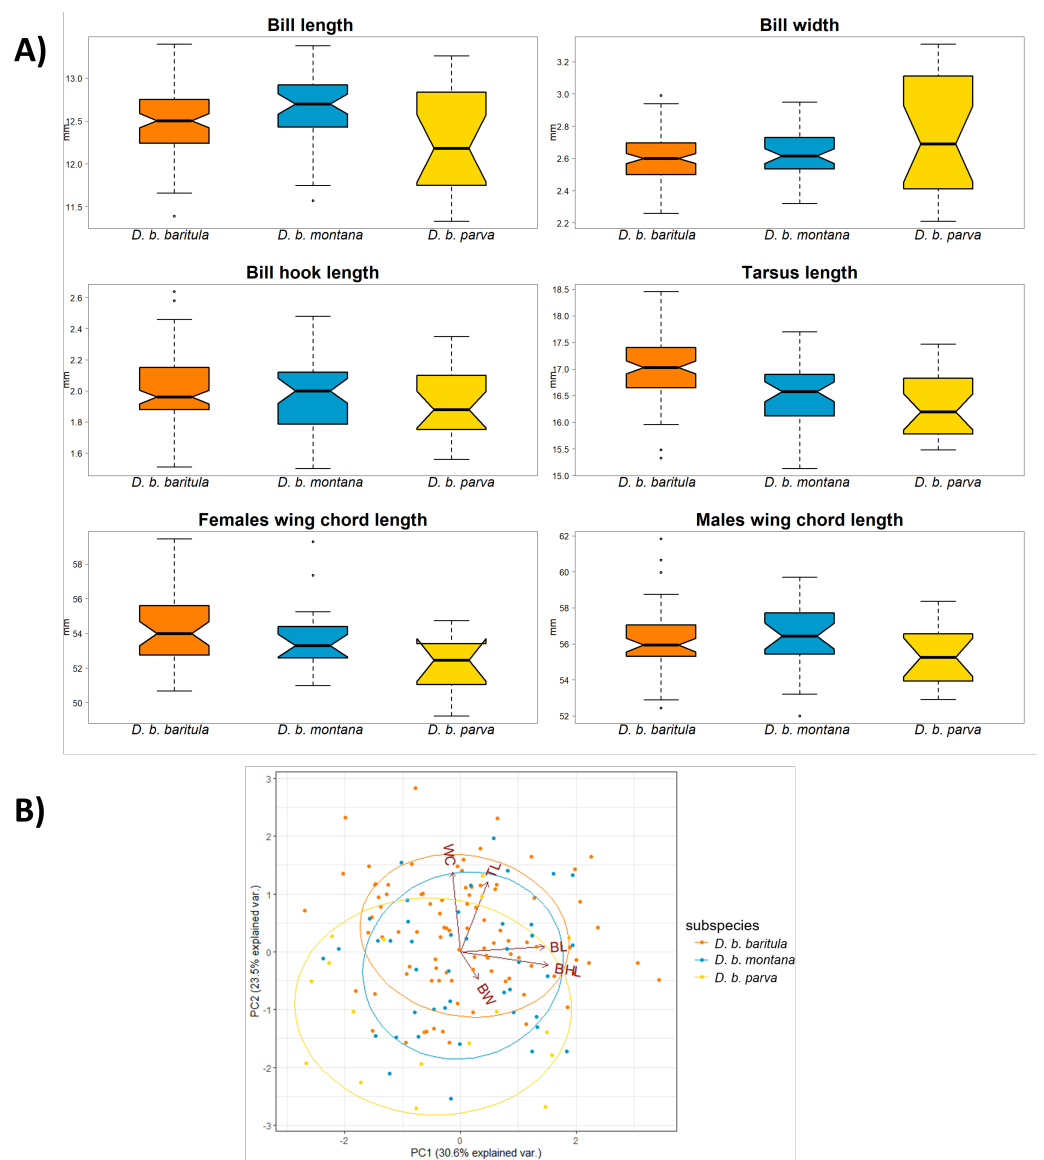 A)
Bill length
mm
13.0
12.5
12.0
11.5
D. b. baritula D. b. montana D. b. parva
Bill width
mm
3.2
3.0
2.8
2.6
2.4
2.2
D. b. baritula D. b. montana D. b. parva
Bill hook length
mm
2.6
2.4
2.2
2.0
1.8
1.6
D. b. baritula D. b. montana D. b. parva
Tarsus length
mm
18.5
17.5
17.0
16.5
16.0
15.0
D. b. baritula D. b. montana D. b. parva
Females wing chord length
mm
58
56
54
52
50
D. b. baritula D. b. montana D. b. parva
Males wing chord length
mm
62
60
58
56
54
52
D. b. baritula D. b. montana D. b. parva
B)
PC2 (23.5% explained var.)
3
2
1
0
-1
-2
-3
WC
TL
BL
BHL
BW
-2 0 2
PC1 (30.6% explained var.)
subspecies
D. b. baritula
D. b. montana
D. b. parva